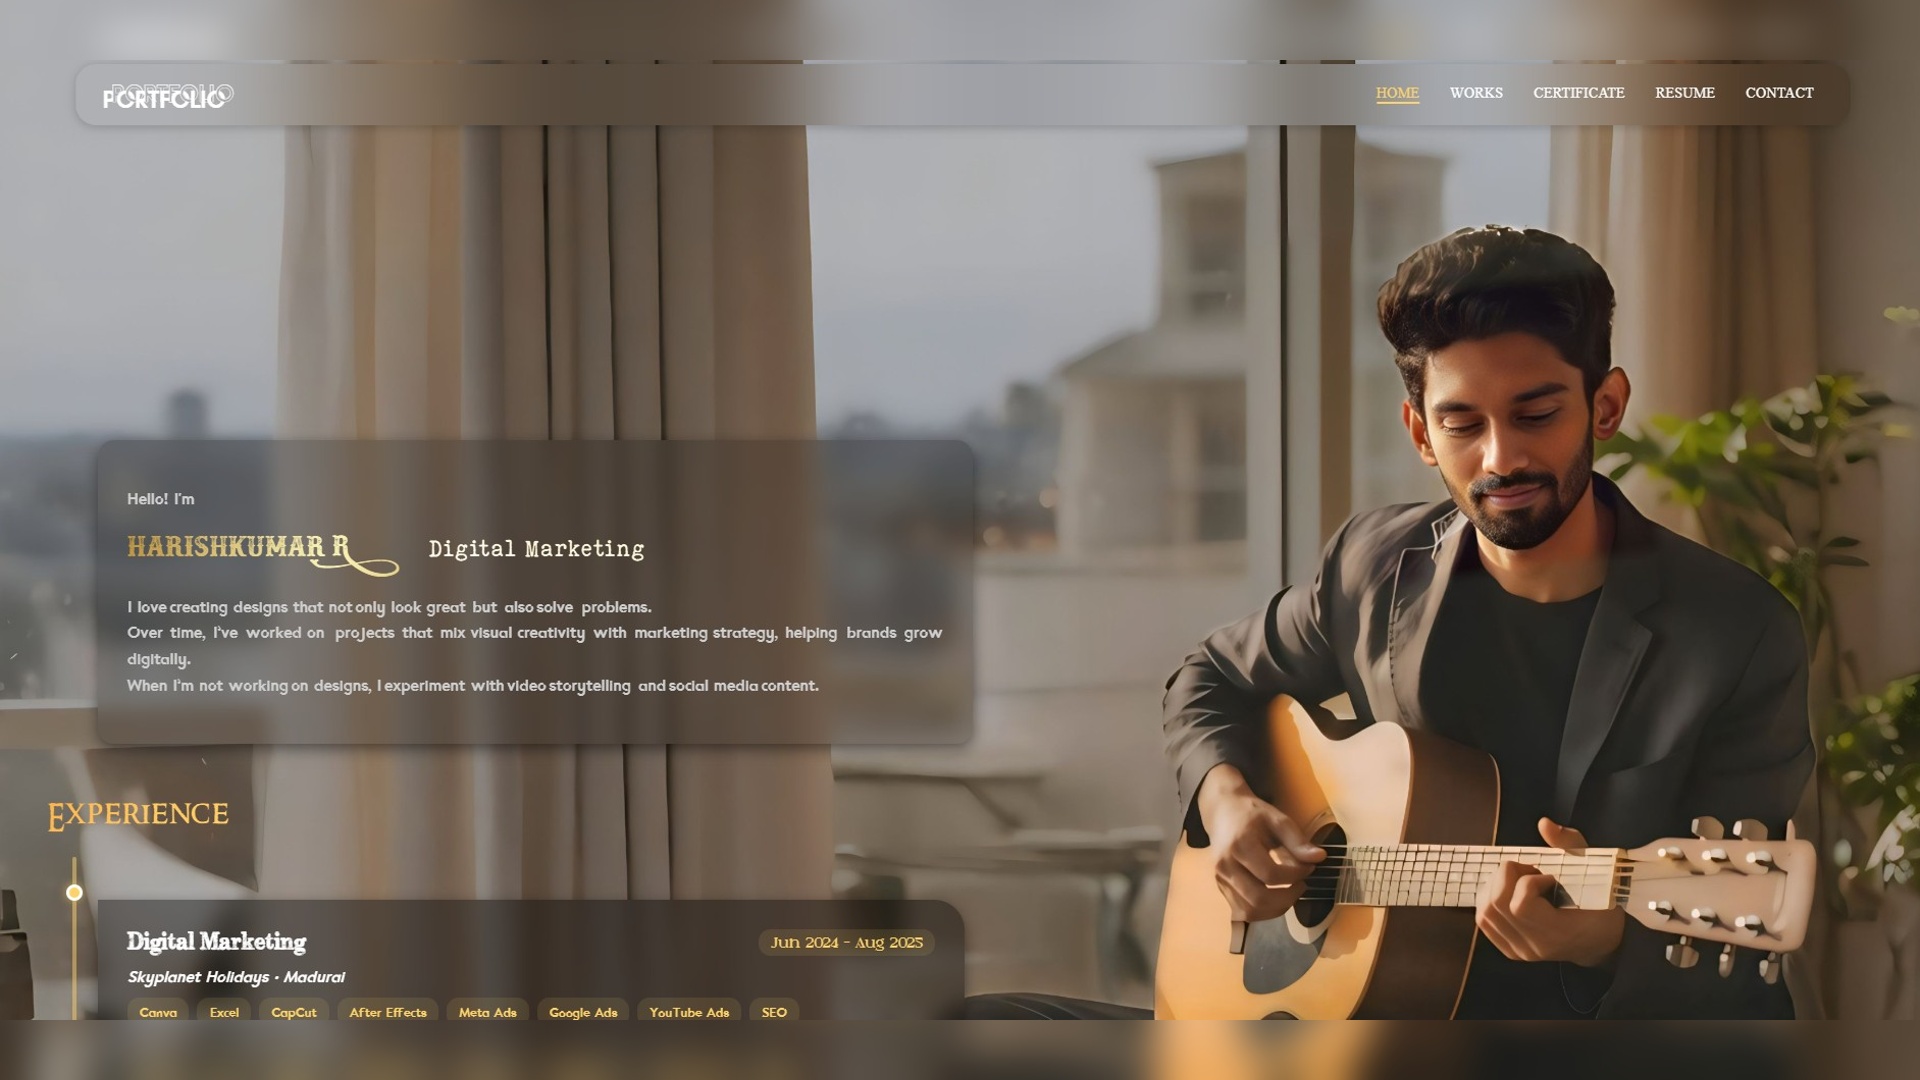 PORTFOLIO
HOME WORKS CERTIFICATE RESUME CONTACT
Hello! I'm
HARISHKUMAR R Digital Marketing
I love creating designs that not only look great but also solve problems.
Over time, I've worked on projects that mix visual creativity with marketing strategy, helping brands grow
digitally.
When I'm not working on designs, I experiment with video storytelling and social media content.
EXPERIENCE
Digital Marketing Jun 2024 - Aug 2025
Skyplanet Holidays • Madurai
Canva Excel CapCut After Effects Meta Ads Google Ads YouTube Ads SEO